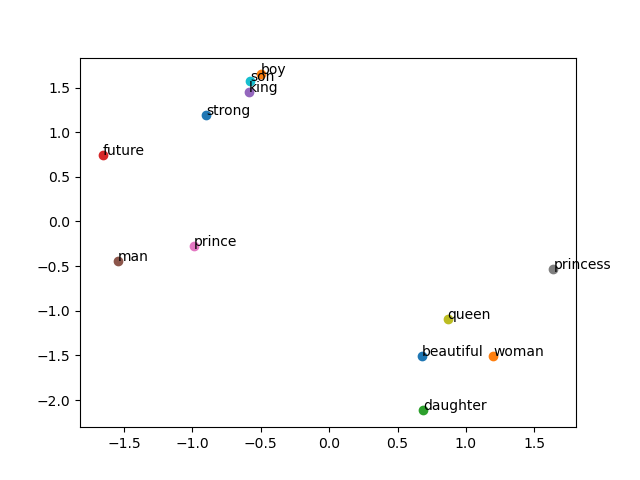 boy
son
king
strong
future
prince
man
princess
queen
beautiful
woman
daughter
1.5
1.0
0.5
0.0
−0.5
−1.0
−1.5
−2.0
−1.5
−1.0
−0.5
0.0
0.5
1.0
1.5